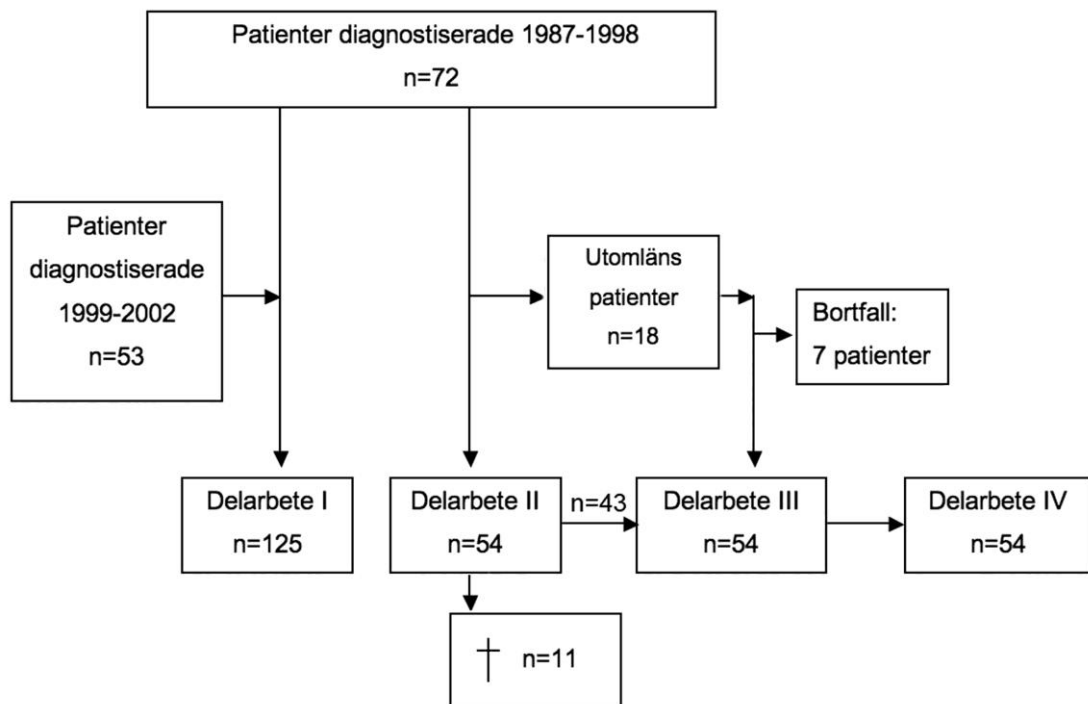 Patienter diagnostiserade 1987-1998
n=72
Patienter
diagnostiserade
1999-2002
n=53
Utomläns
patienter
n=18
Bortfall:
7 patienter
Delarbete I
n=125
Delarbete II
n=54
n=43
Delarbete III
n=54
Delarbete IV
n=54
† n=11